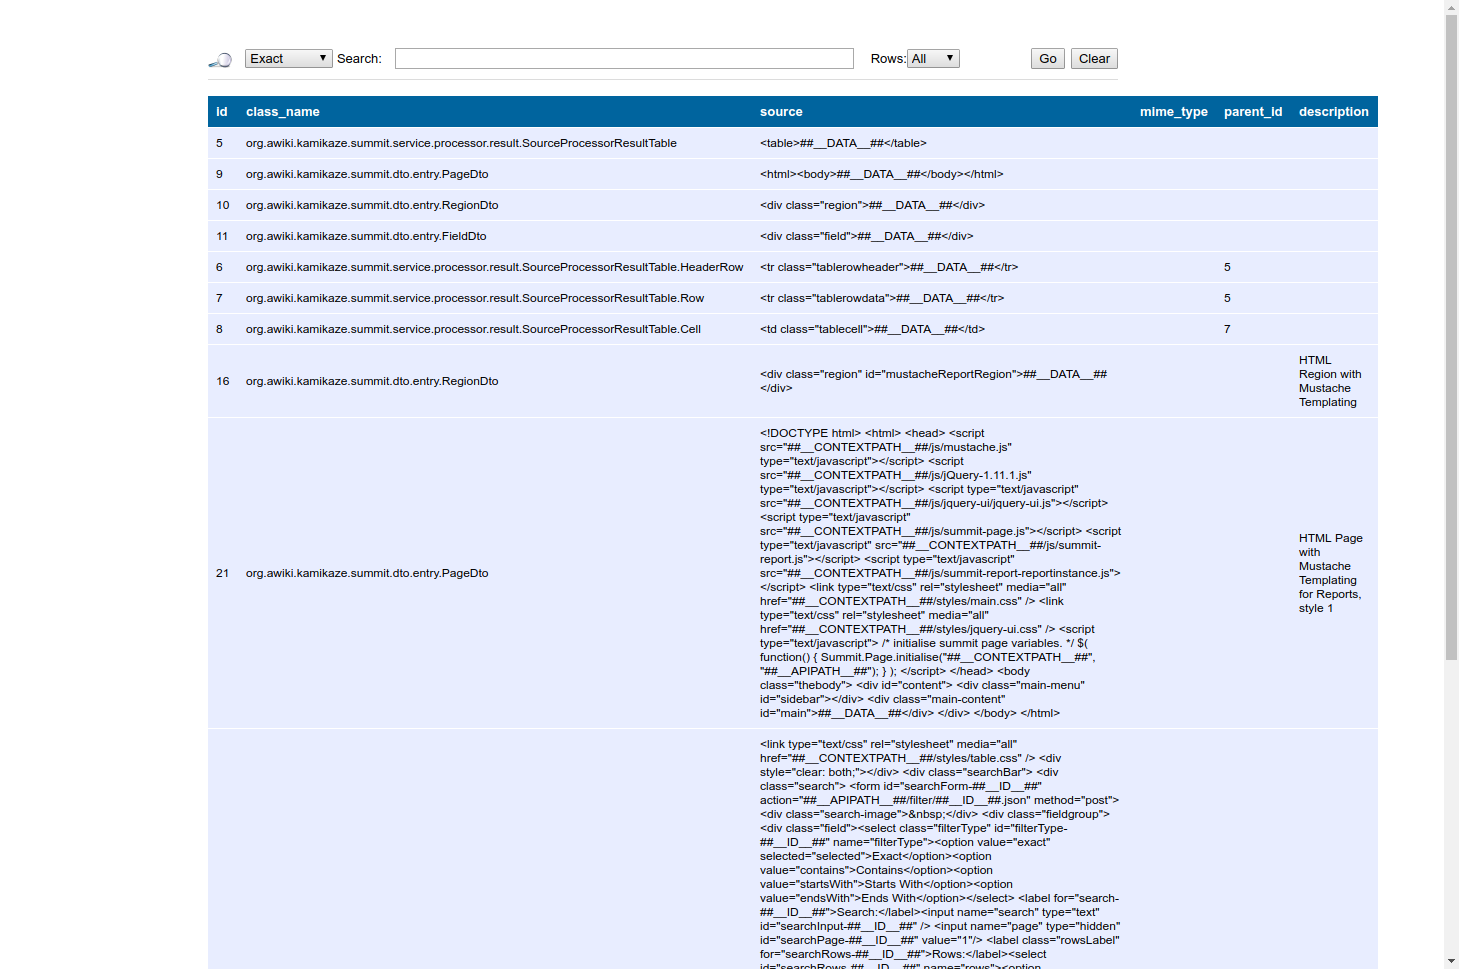 Exact Search: Rows: All Go Clear
id class_name source mime_type parent_id description
5 org.awiki.kamikaze.summit.service.processor.result.SourceProcessorResultTable <table>##__DATA__##</table>
9 org.awiki.kamikaze.summit.dto.entry.PageDto <html><body>##__DATA__##</body></html>
10 org.awiki.kamikaze.summit.dto.entry.RegionDto <div class="region">##__DATA__##</div>
11 org.awiki.kamikaze.summit.dto.entry.FieldDto <div class="field">##__DATA__##</div>
6 org.awiki.kamikaze.summit.service.processor.result.SourceProcessorResultTable.HeaderRow <tr class="tablerowheader">##__DATA__##</tr> 5
7 org.awiki.kamikaze.summit.service.processor.result.SourceProcessorResultTable.Row <tr class="tablerowdata">##__DATA__##</tr> 5
8 org.awiki.kamikaze.summit.service.processor.result.SourceProcessorResultTable.Cell <td class="tablecell">##__DATA__##</td> 7
16 org.awiki.kamikaze.summit.dto.entry.RegionDto
<div class="region" id="mustacheReportRegion">##__DATA__##
</div>
HTML
Region with
Mustache
Templating
21 org.awiki.kamikaze.summit.dto.entry.PageDto
<!DOCTYPE html> <html> <head> <script
src="##__CONTEXTPATH__##/js/mustache.js"
type="text/javascript"></script> <script
src="##__CONTEXTPATH__##/js/jQuery-1.11.1.js"
type="text/javascript"></script> <script type="text/javascript"
src="##__CONTEXTPATH__##/js/jquery-ui/jquery-ui.js"></script>
<script type="text/javascript"
src="##__CONTEXTPATH__##/js/summit-page.js"></script> <script
type="text/javascript" src="##__CONTEXTPATH__##/js/summit-
report.js"></script> <script type="text/javascript"
src="##__CONTEXTPATH__##/js/summit-report-reportinstance.js">
</script> <link type="text/css" rel="stylesheet" media="all"
href="##__CONTEXTPATH__##/styles/main.css" /> <link
type="text/css" rel="stylesheet" media="all"
href="##__CONTEXTPATH__##/styles/jquery-ui.css" /> <script
type="text/javascript"> /* initialise summit page variables. */ $(
function() { Summit.Page.initialise("##__CONTEXTPATH__##",
"##__APIPATH__##"); } ); </script> </head> <body
class="thebody"> <div id="content"> <div class="main-menu"
id="sidebar"></div> <div class="main-content"
id="main">##__DATA__##</div> </div> </body> </html>
HTML Page
with
Mustache
Templating
for Reports,
style 1
<link type="text/css" rel="stylesheet" media="all"
href="##__CONTEXTPATH__##/styles/table.css" /> <div
style="clear: both;"></div> <div class="searchBar"> <div
class="search"> <form id="searchForm-##__ID__##"
action="##__APIPATH__##/filter/##__ID__##.json" method="post">
<div class="search-image">&nbsp;</div> <div class="fieldgroup">
<div class="field"><select class="filterType" id="filterType-
##__ID__##" name="filterType"><option value="exact"
selected="selected">Exact</option><option
value="contains">Contains</option><option
value="startsWith">Starts With</option><option
value="endsWith">Ends With</option></select> <label for="search-
##__ID__##">Search:</label><input name="search" type="text"
id="searchInput-##__ID__##" /> <input name="page" type="hidden"
id="searchPage-##__ID__##" value="1"/> <label class="rowsLabel"
for="searchRows-##__ID__##">Rows:</label><select
id="searchRows-##__ID__##" name="rows"><option